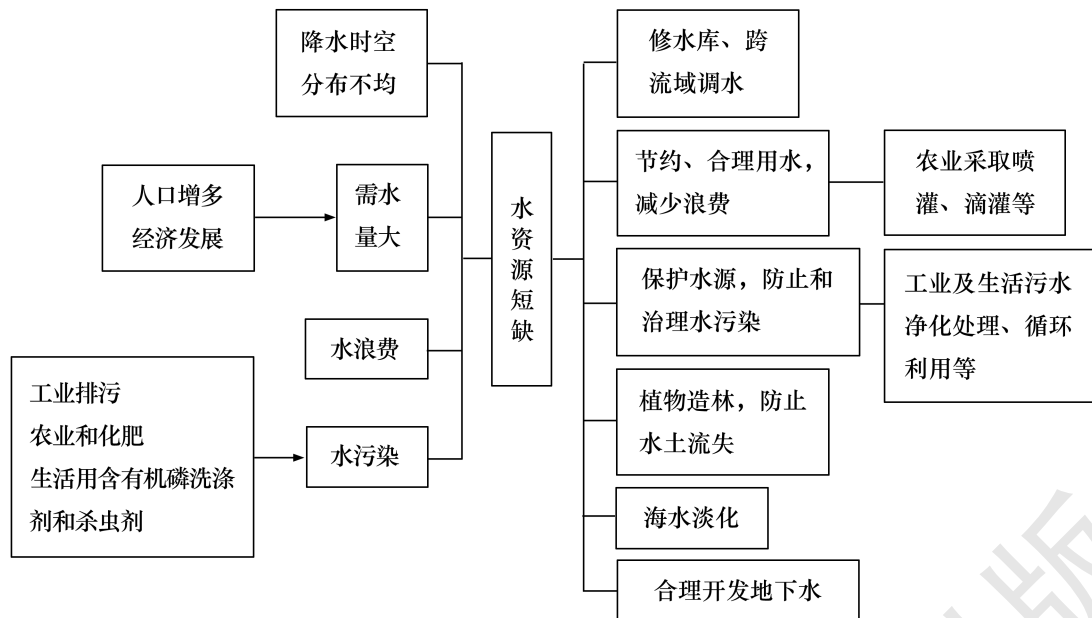 降水时空
分布不均
人口增多
经济发展
需水
量大
水浪费
工业排污
农业和化肥
生活用含有机磷洗涤
剂和杀虫剂
水污染
水
资
源
短
缺
修水库、跨
流域调水
节约、合理用水，
减少浪费
农业采取喷
灌、滴灌等
保护水源，防止和
治理水污染
工业及生活污水
净化处理、循环
利用等
植物造林，防止
水土流失
海水淡化
合理开发地下水
版